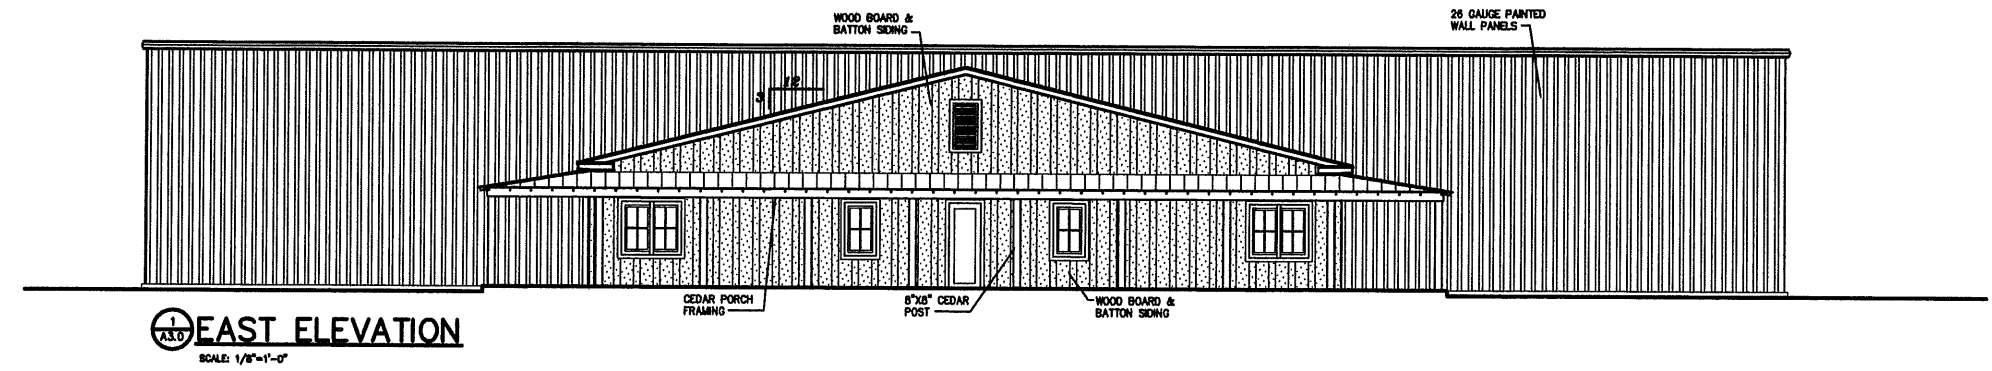 WOOD BOARD &
BATTON SIDING
26 GAUGE PAINTED
WALL PANELS
12
3
CEDAR PORCH
FRAMING
8"X8" CEDAR
POST
WOOD BOARD &
BATTON SIDING
1
A3.0
EAST ELEVATION
SCALE: 1/8"=1'-0"